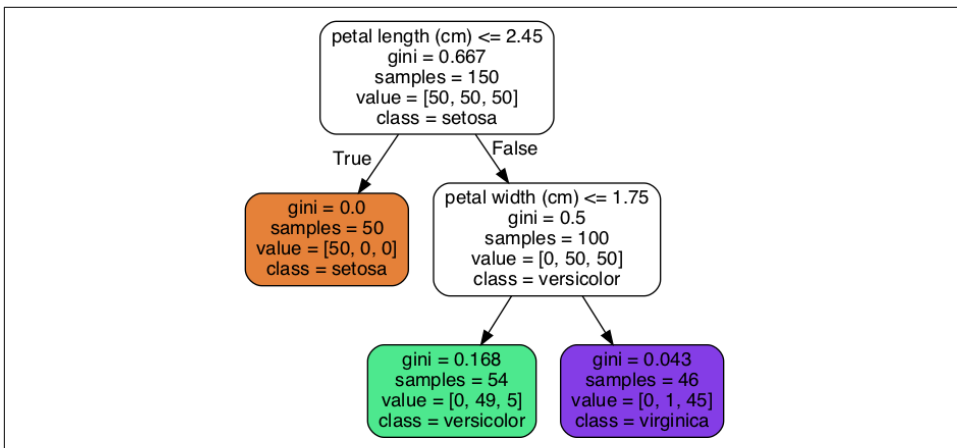 petal length (cm) <= 2.45
gini = 0.667
samples = 150
value = [50, 50, 50]
class = setosa
True
False
gini = 0.0
samples = 50
value = [50, 0, 0]
class = setosa
petal width (cm) <= 1.75
gini = 0.5
samples = 100
value = [0, 50, 50]
class = versicolor
gini = 0.168
samples = 54
value = [0, 49, 5]
class = versicolor
gini = 0.043
samples = 46
value = [0, 1, 45]
class = virginica